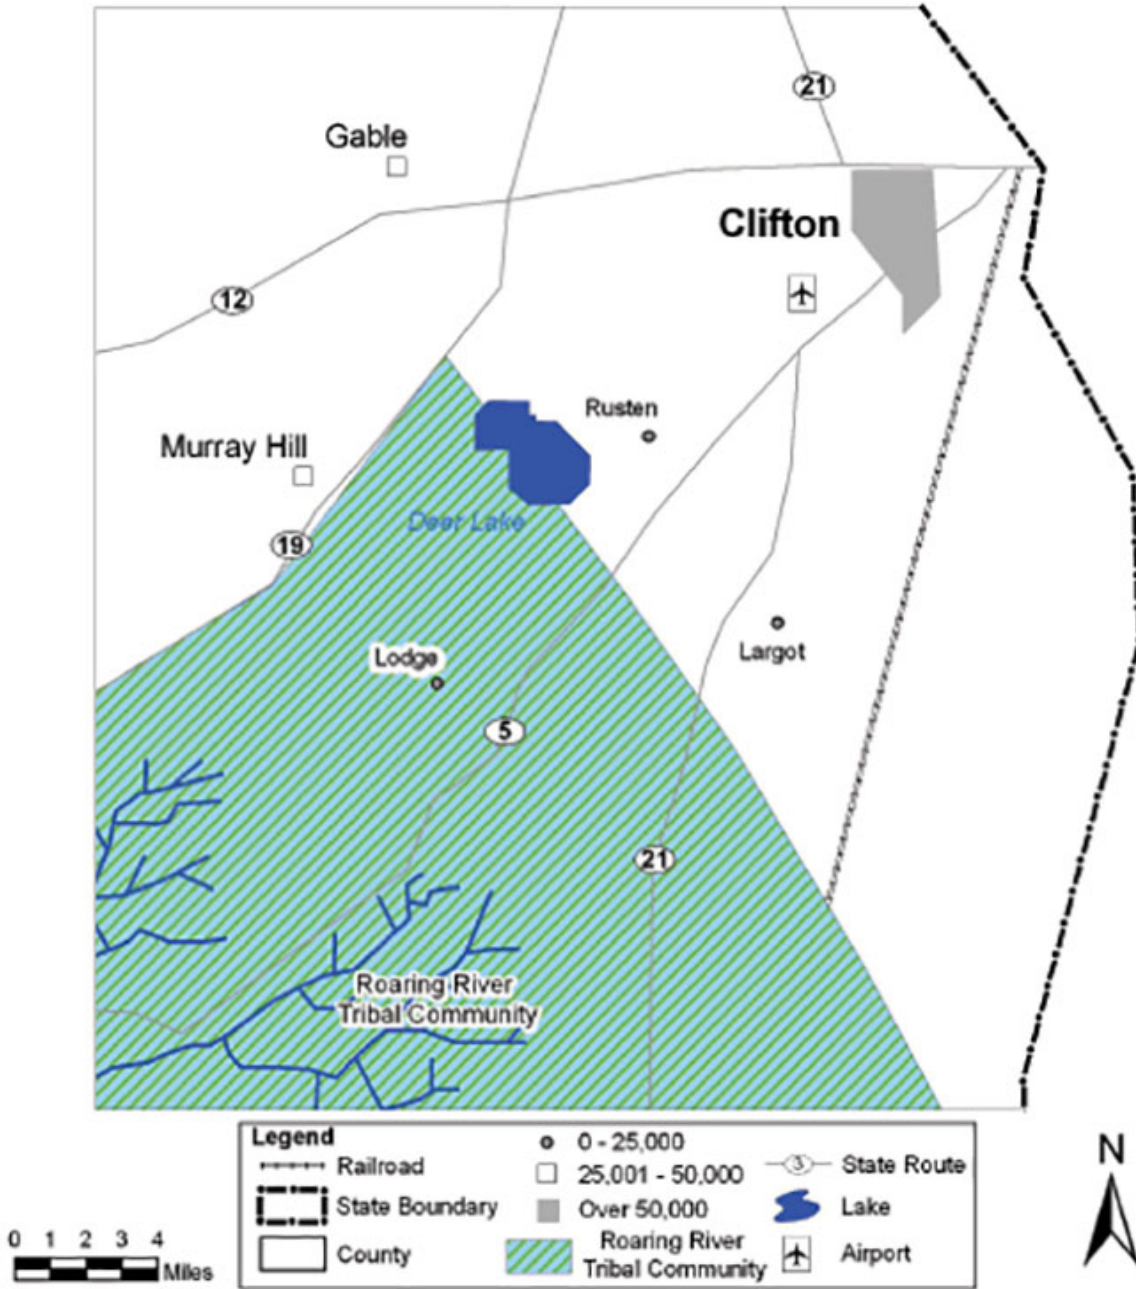 21
Gable
Clifton
12
Rusten
Murray Hill
Deer Lake
19
Lodge
Largot
5
21
Roaring River
Tribal Community
Legend
Railroad
State Boundary
County
0 - 25,000
25,001 - 50,000
Over 50,000
Roaring River
Tribal Community
3 State Route
Lake
Airport
N
0 1 2 3 4
Miles